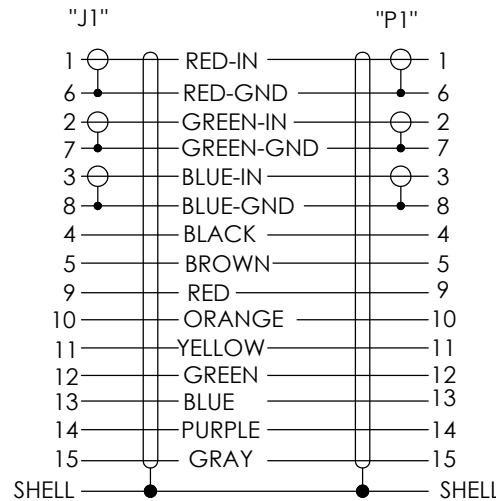 "J1" "P1"
1 RED-IN 1
6 RED-GND 6
2 GREEN-IN 2
7 GREEN-GND 7
3 BLUE-IN 3
8 BLUE-GND 8
4 BLACK 4
5 BROWN 5
9 RED 9
10 ORANGE 10
11 YELLOW 11
12 GREEN 12
13 BLUE 13
14 PURPLE 14
15 GRAY 15
SHELL SHELL